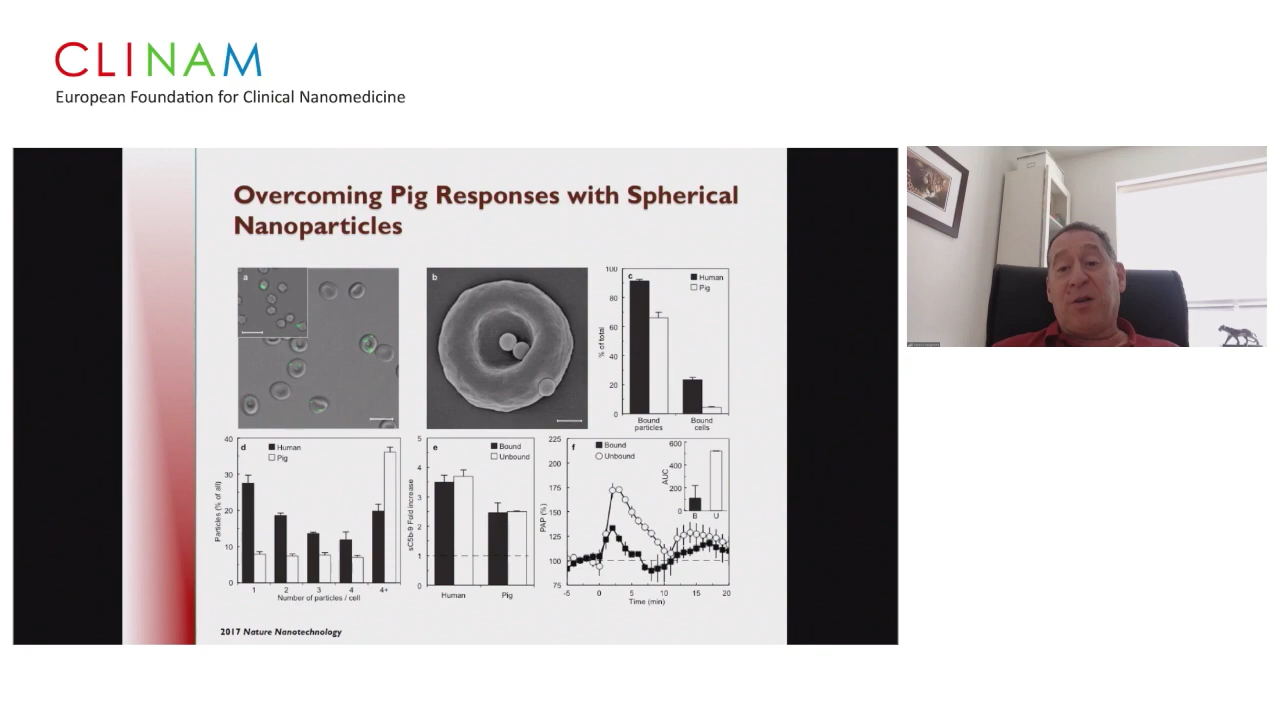 CLINAM
European Foundation for Clinical Nanomedicine
Overcoming Pig Responses with Spherical
Nanoparticles
a
b
c
100
80
60
40
20
0
% of total
Human
Pig
Bound
particles
Bound
cells
d
40
30
20
10
0
Particles (% of all)
Human
Pig
1 2 3 4 4+
Number of particles / cell
e
5
4
3
2
1
0
sC5b-9 Fold increase
Bound
Unbound
Human Pig
f
225
200
175
150
125
100
75
PAP (%)
Bound
Unbound
600
400
200
0
AUC
B U
-5 0 5 10 15 20
Time (min)
2017 Nature Nanotechnology